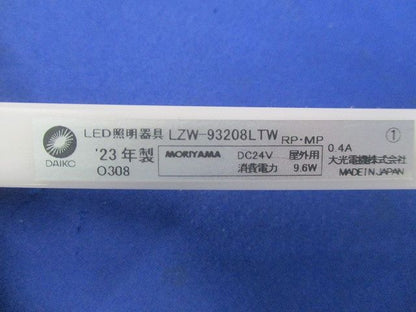 LED照明器具 LZW-93208LTW RP・MP ①
DAIKO
'23年製
0308
MORIYAMA DC24V 屋外用
消費電力 9.6W
0.4A
大光電機株式会社
MADE IN JAPAN